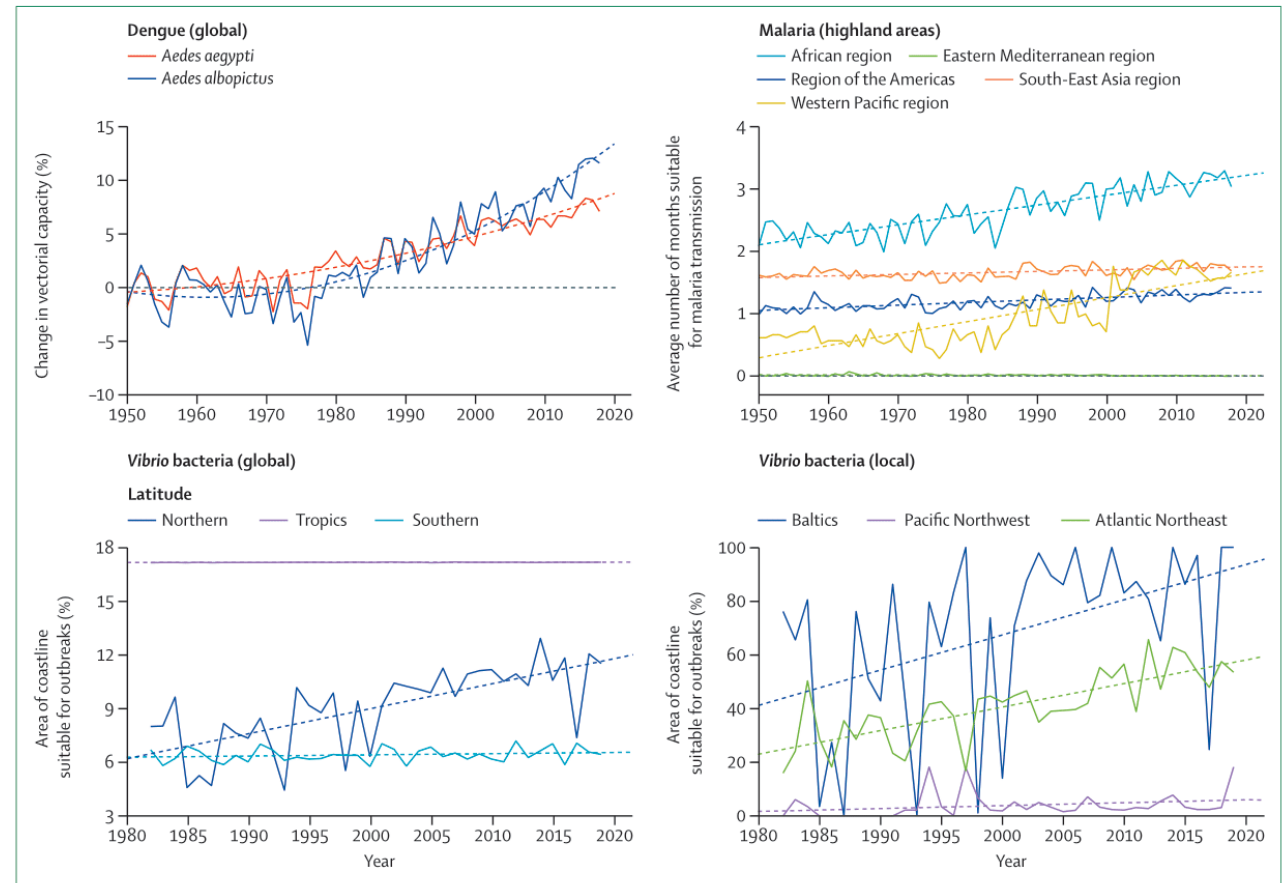 Dengue (global)
Aedes aegypti
Aedes albopictus
Change in vectorial capacity (%)
15
10
5
0
–5
–10
1950 1960 1970 1980 1990 2000 2010 2020
Malaria (highland areas)
African region Eastern Mediterranean region
Region of the Americas South-East Asia region
Western Pacific region
Average number of months suitable
for malaria transmission
4
3
2
1
0
1950 1960 1970 1980 1990 2000 2010 2020
Vibrio bacteria (global)
Latitude
Northern Tropics Southern
Area of coastline
suitable for outbreaks (%)
18
15
12
9
6
3
1980 1985 1990 1995 2000 2005 2010 2015 2020
Year
Vibrio bacteria (local)
Baltics Pacific Northwest Atlantic Northeast
Area of coastline
suitable for outbreaks (%)
100
80
60
40
20
0
1980 1985 1990 1995 2000 2005 2010 2015 2020
Year